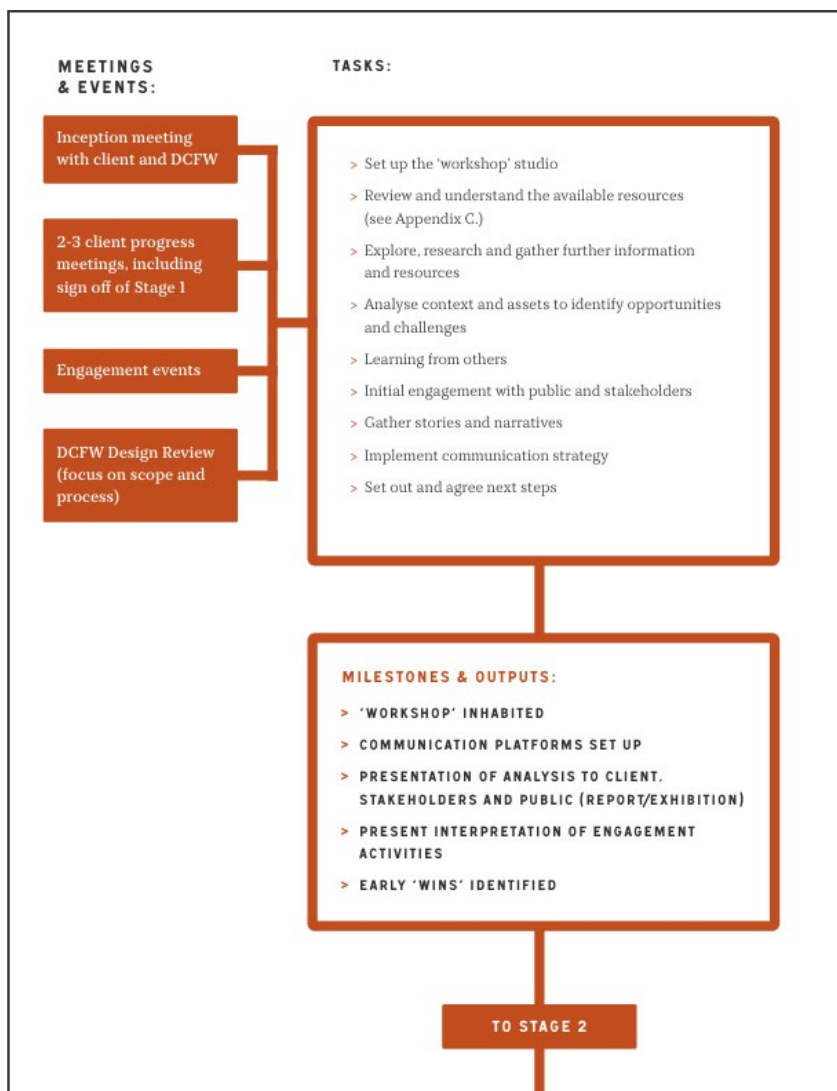 MEETINGS
& EVENTS:
Inception meeting
with client and DCFW
2-3 client progress
meetings, including
sign off of Stage 1
Engagement events
DCFW Design Review
(focus on scope and
process)
TASKS:
> Set up the ‘workshop’ studio
> Review and understand the available resources
(see Appendix C.)
> Explore, research and gather further information
and resources
> Analyse context and assets to identify opportunities
and challenges
> Learning from others
> Initial engagement with public and stakeholders
> Gather stories and narratives
> Implement communication strategy
> Set out and agree next steps
MILESTONES & OUTPUTS:
> ‘WORKSHOP’ INHABITED
> COMMUNICATION PLATFORMS SET UP
> PRESENTATION OF ANALYSIS TO CLIENT,
STAKEHOLDERS AND PUBLIC (REPORT/EXHIBITION)
> PRESENT INTERPRETATION OF ENGAGEMENT
ACTIVITIES
> EARLY ‘WINS’ IDENTIFIED
TO STAGE 2